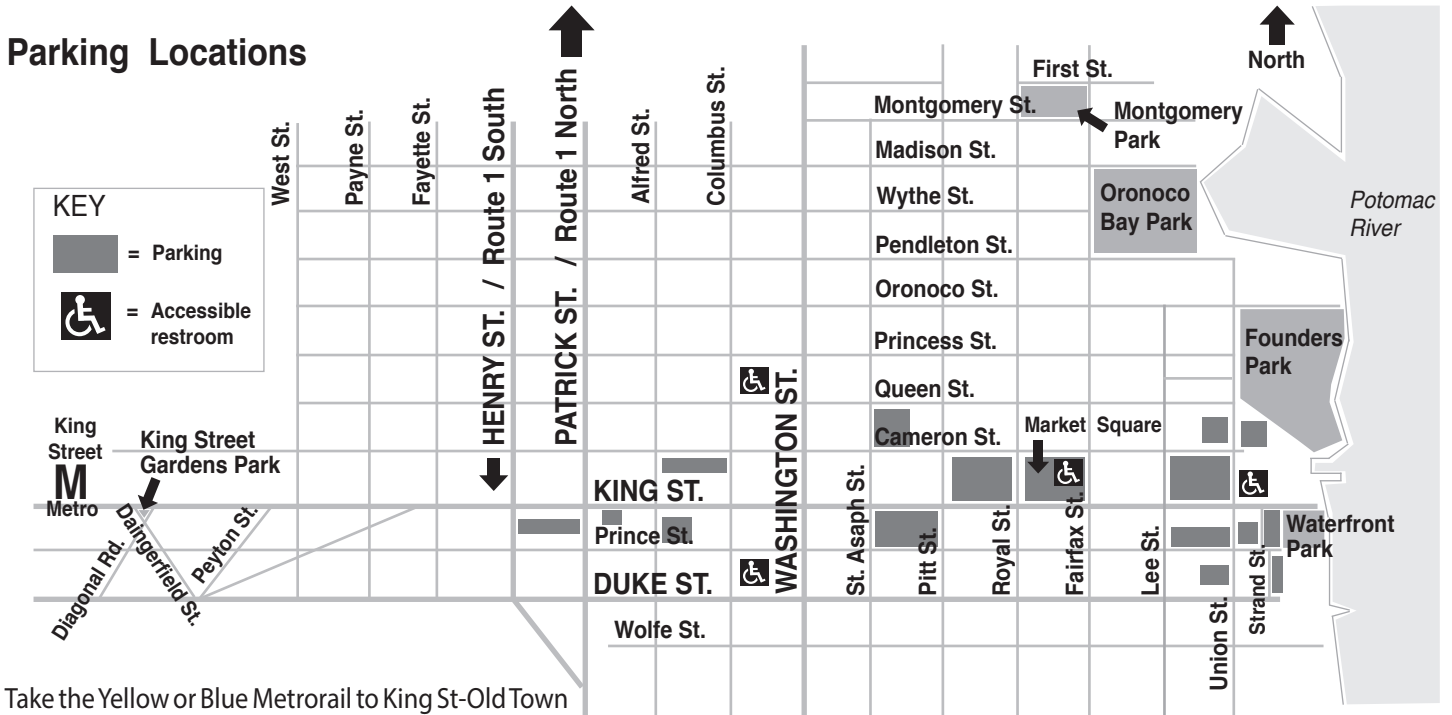 Parking Locations
North
First St.
Montgomery St.
Montgomery
Park
Madison St.
Wythe St.
Oronoco
Bay Park
Potomac
River
Pendleton St.
Oronoco St.
Princess St.
Founders
Park
Queen St.
Cameron St.
Market Square
West St.
Payne St.
Fayette St.
HENRY ST. / Route 1 South
PATRICK ST. / Route 1 North
Alfred St.
Columbus St.
WASHINGTON ST.
KEY
= Parking
= Accessible
restroom
King
Street
M
Metro
King Street
Gardens Park
KING ST.
Prince St.
DUKE ST.
Wolfe St.
Diagonal Rd.
Daingerfield St.
Peyton St.
St. Asaph St.
Pitt St.
Royal St.
Fairfax St.
Lee St.
Union St.
Strand St.
Waterfront
Park
Take the Yellow or Blue Metrorail to King St-Old Town